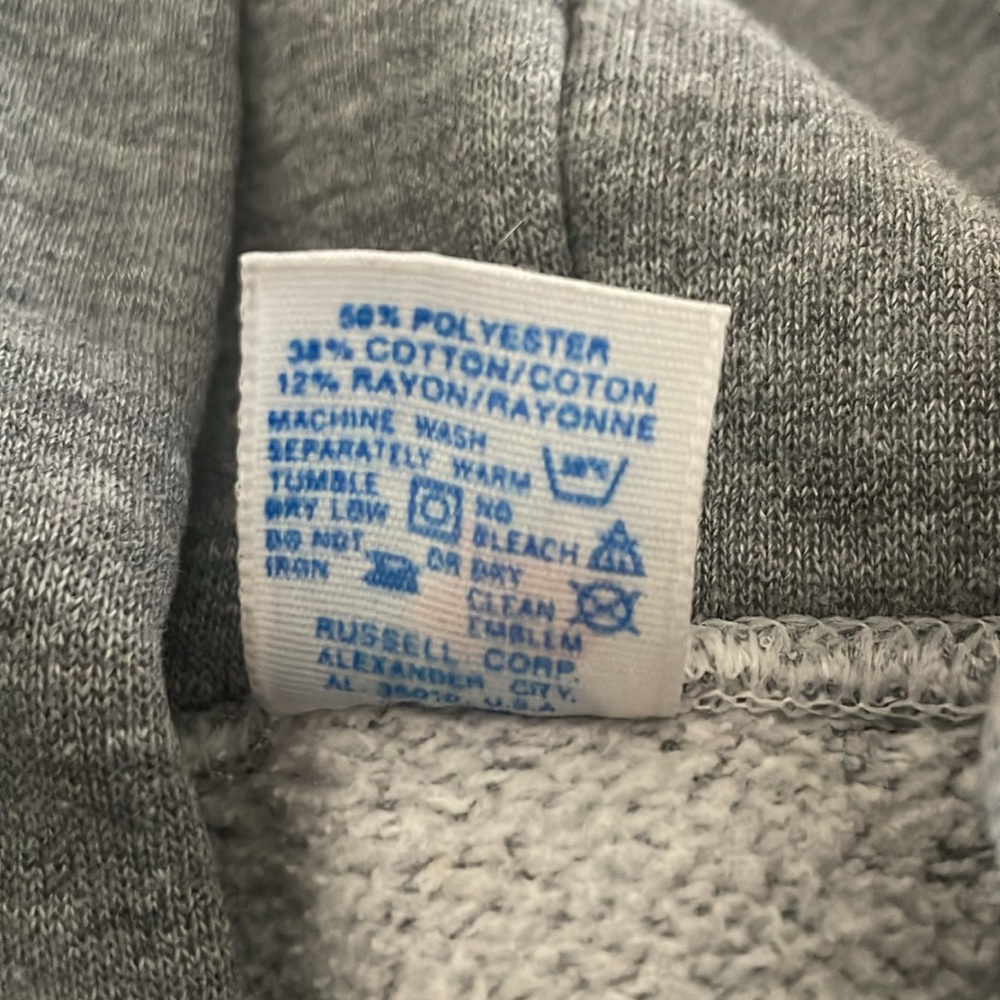 50% POLYESTER
38% COTTON/COTON
12% RAYON/RAYONNE
MACHINE WASH
SEPARATELY WARM
TUMBLE
DRY LOW NO
BLEACH
DO NOT OR DRY
IRON
CLEAN
EMBLEM
RUSSELL CORP.
ALEXANDER CITY,
AL 35010 U.S.A